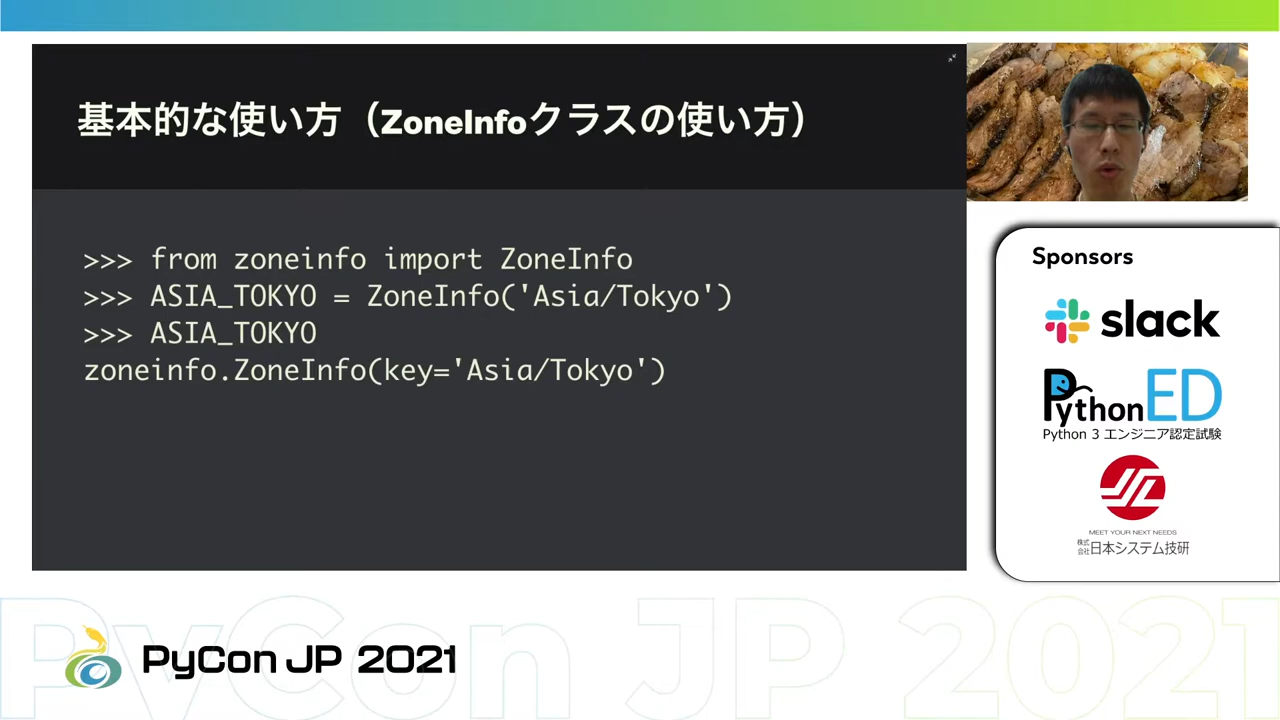 基本的な使い方（ZoneInfoクラスの使い方）
>>> from zoneinfo import ZoneInfo
>>> ASIA_TOKYO = ZoneInfo('Asia/Tokyo')
>>> ASIA_TOKYO
zoneinfo.ZoneInfo(key='Asia/Tokyo')
Sponsors
slack
PythonED
Python 3 エンジニア認定試験
MEET YOUR NEXT NEEDS
株式会社日本システム技研
PyCon JP 2021
PyCon JP 2021